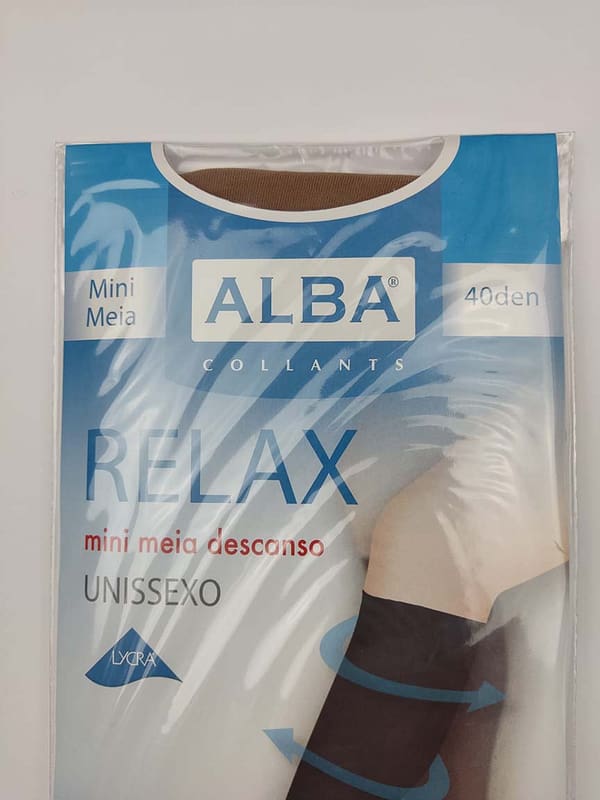 Mini
Meia
ALBA®
40den
COLLANTS
RELAX
mini meia descanso
UNISSEXO
LYCRA